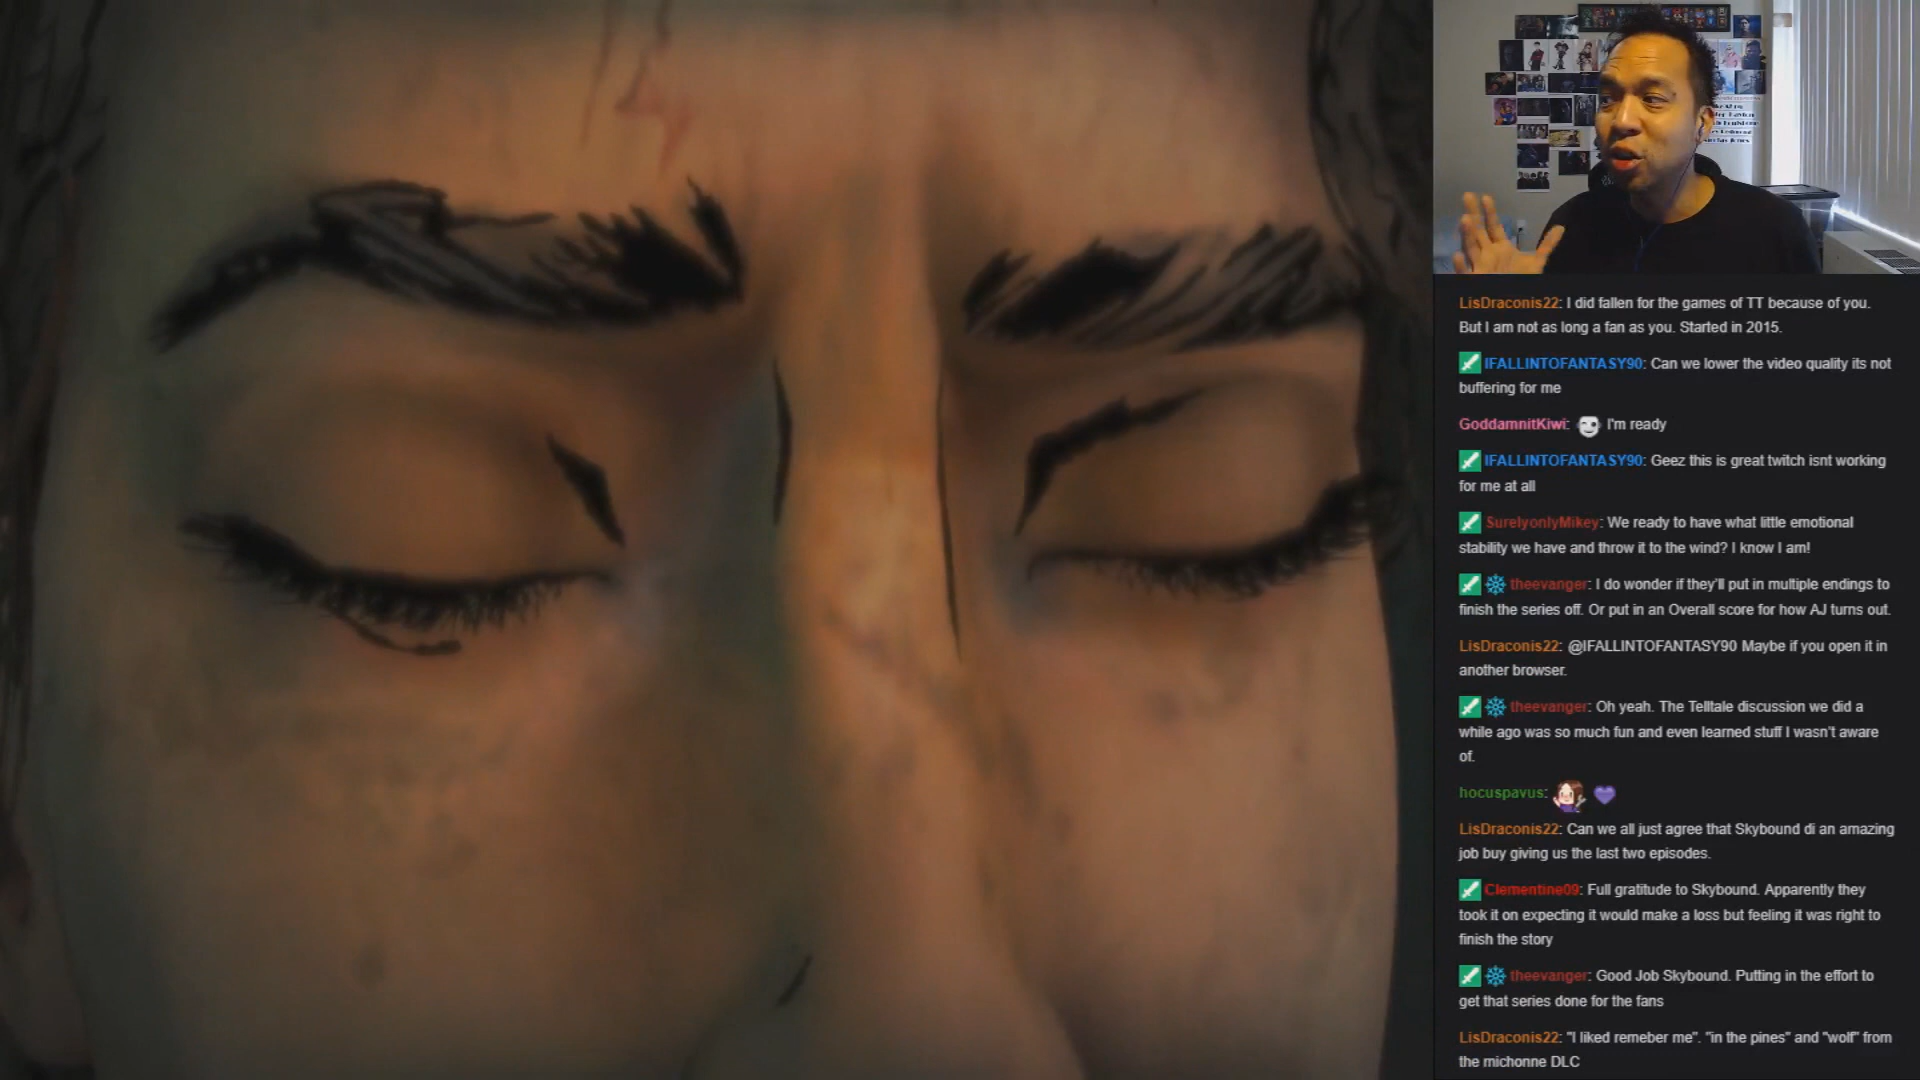 LisDraconis22: I did fallen for the games of TT because of you.
But I am not as long a fan as you. Started in 2015.
IFALLINTOFANTASY90: Can we lower the video quality its not
buffering for me
GoddamnitKiwi: I'm ready
IFALLINTOFANTASY90: Geez this is great twitch isnt working
for me at all
SurelyonlyMikey: We ready to have what little emotional
stability we have and throw it to the wind? I know I am!
theevanger: I do wonder if they'll put in multiple endings to
finish the series off. Or put in an Overall score for how AJ turns out.
LisDraconis22: @IFALLINTOFANTASY90 Maybe if you open it in
another browser.
theevanger: Oh yeah. The Telltale discussion we did a
while ago was so much fun and even learned stuff I wasn't aware
of.
hocuspavus:
LisDraconis22: Can we all just agree that Skybound di an amazing
job buy giving us the last two episodes.
Clementine09: Full gratitude to Skybound. Apparently they
took it on expecting it would make a loss but feeling it was right to
finish the story
theevanger: Good Job Skybound. Putting in the effort to
get that series done for the fans
LisDraconis22: "I liked remeber me". "in the pines" and "wolf" from
the michonne DLC